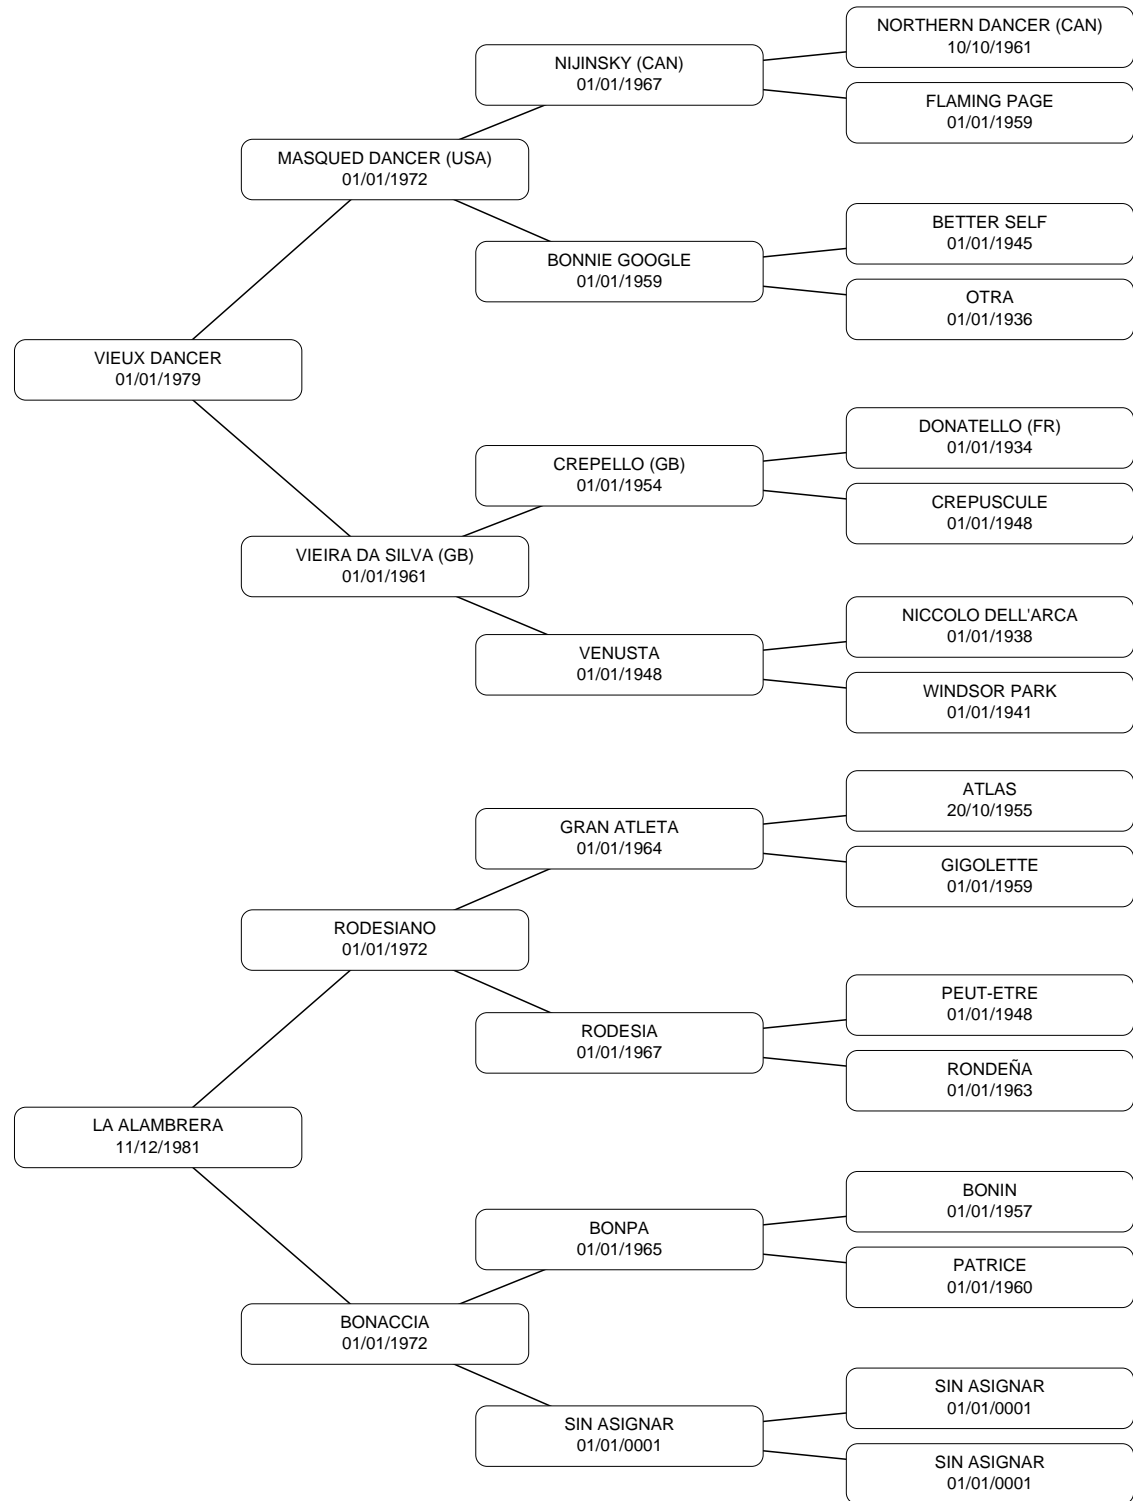 NORTHERN DANCER (CAN)
10/10/1961
NIJINSKY (CAN)
01/01/1967
FLAMING PAGE
01/01/1959
MASQUED DANCER (USA)
01/01/1972
BETTER SELF
01/01/1945
BONNIE GOOGLE
01/01/1959
OTRA
01/01/1936
VIEUX DANCER
01/01/1979
DONATELLO (FR)
01/01/1934
CREPELLO (GB)
01/01/1954
CREPUSCULE
01/01/1948
VIEIRA DA SILVA (GB)
01/01/1961
NICCOLO DELL'ARCA
01/01/1938
VENUSTA
01/01/1948
WINDSOR PARK
01/01/1941
ATLAS
20/10/1955
GRAN ATLETA
01/01/1964
GIGOLETTE
01/01/1959
RODESIANO
01/01/1972
PEUT-ETRE
01/01/1948
RODESIA
01/01/1967
RONDEÑA
01/01/1963
LA ALAMBRERA
11/12/1981
BONIN
01/01/1957
BONPA
01/01/1965
PATRICE
01/01/1960
BONACCIA
01/01/1972
SIN ASIGNAR
01/01/0001
SIN ASIGNAR
01/01/0001
SIN ASIGNAR
01/01/0001